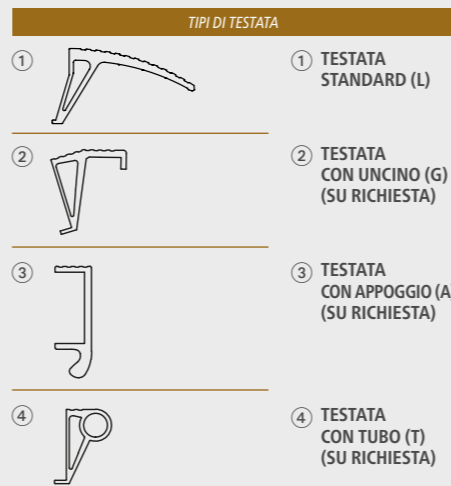 TIPI DI TESTATA
1
1 TESTATA
STANDARD (L)
2
2 TESTATA
CON UNCINO (G)
(SU RICHIESTA)
3
3 TESTATA
CON APPOGGIO (A
(SU RICHIESTA)
4
4 TESTATA
CON TUBO (T)
(SU RICHIESTA)